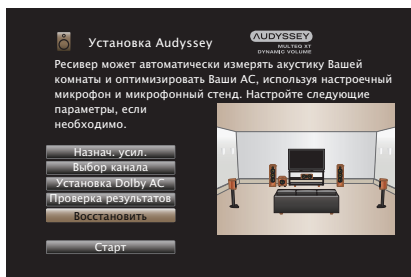 Установка Audyssey
AUDYSSEY
MULTEQ XT
DYNAMIC VOLUME
Ресивер может автоматически измерять акустику Вашей
комнаты и оптимизировать Ваши АС, используя настроечный
микрофон и микрофонный стенд. Настройте следующие
параметры, если
необходимо.
Назнач. усил.
Выбор канала
Установка Dolby АС
Проверка результатов
Восстановить
Старт